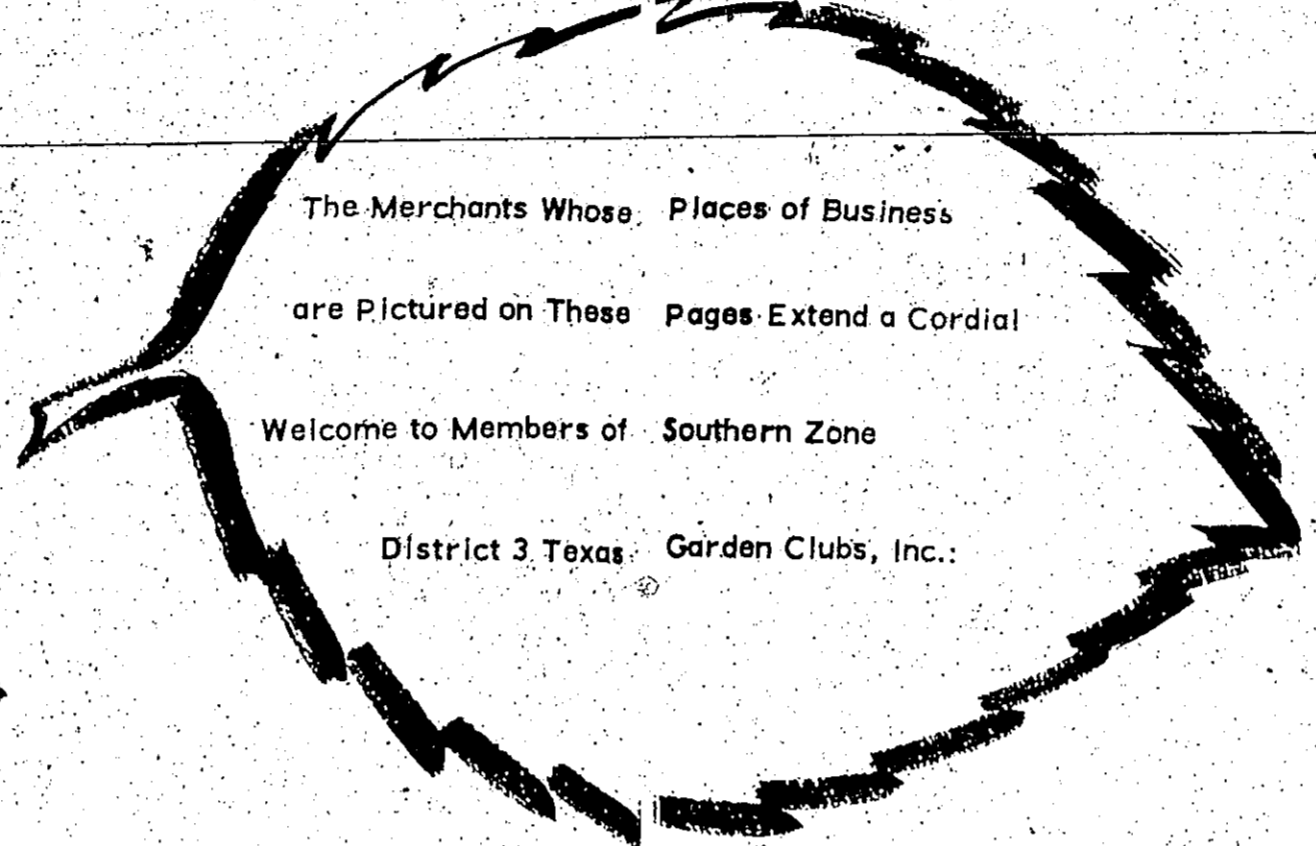 The Merchants Whose Places of Business
are Pictured on These Pages Extend a Cordial
Welcome to Members of Southern Zone
District 3 Texas Garden Clubs, Inc.: